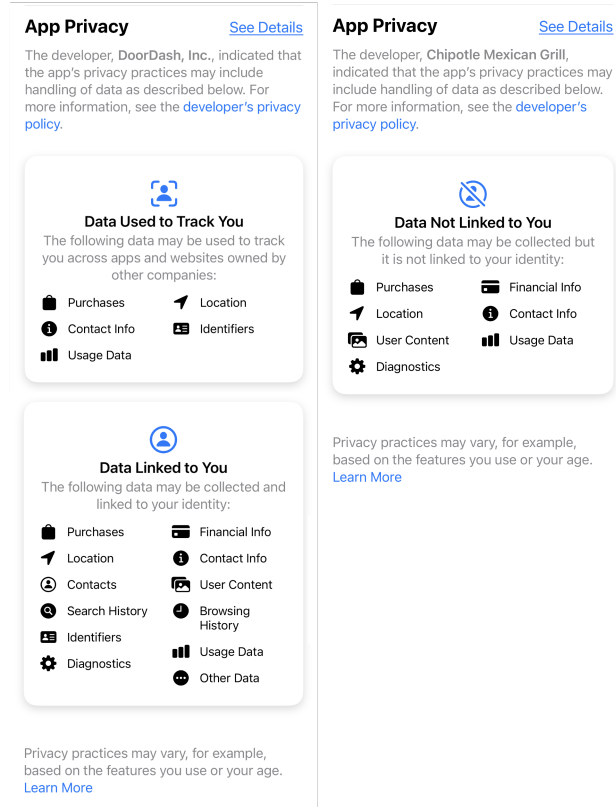 App Privacy
See Details
The developer, DoorDash, Inc., indicated that
the app's privacy practices may include
handling of data as described below. For
more information, see the developer's privacy
policy.
Data Used to Track You
The following data may be used to track
you across apps and websites owned by
other companies:
Purchases
Location
Contact Info
Identifiers
Usage Data
Data Linked to You
The following data may be collected and
linked to your identity:
Purchases
Financial Info
Location
Contact Info
Contacts
User Content
Search History
Browsing
History
Identifiers
Usage Data
Diagnostics
Other Data
Privacy practices may vary, for example,
based on the features you use or your age.
Learn More
App Privacy
See Details
The developer, Chipotle Mexican Grill,
indicated that the app's privacy practices may
include handling of data as described below.
For more information, see the developer's
privacy policy.
Data Not Linked to You
The following data may be collected but
it is not linked to your identity:
Purchases
Financial Info
Location
Contact Info
User Content
Usage Data
Diagnostics
Privacy practices may vary, for example,
based on the features you use or your age.
Learn More